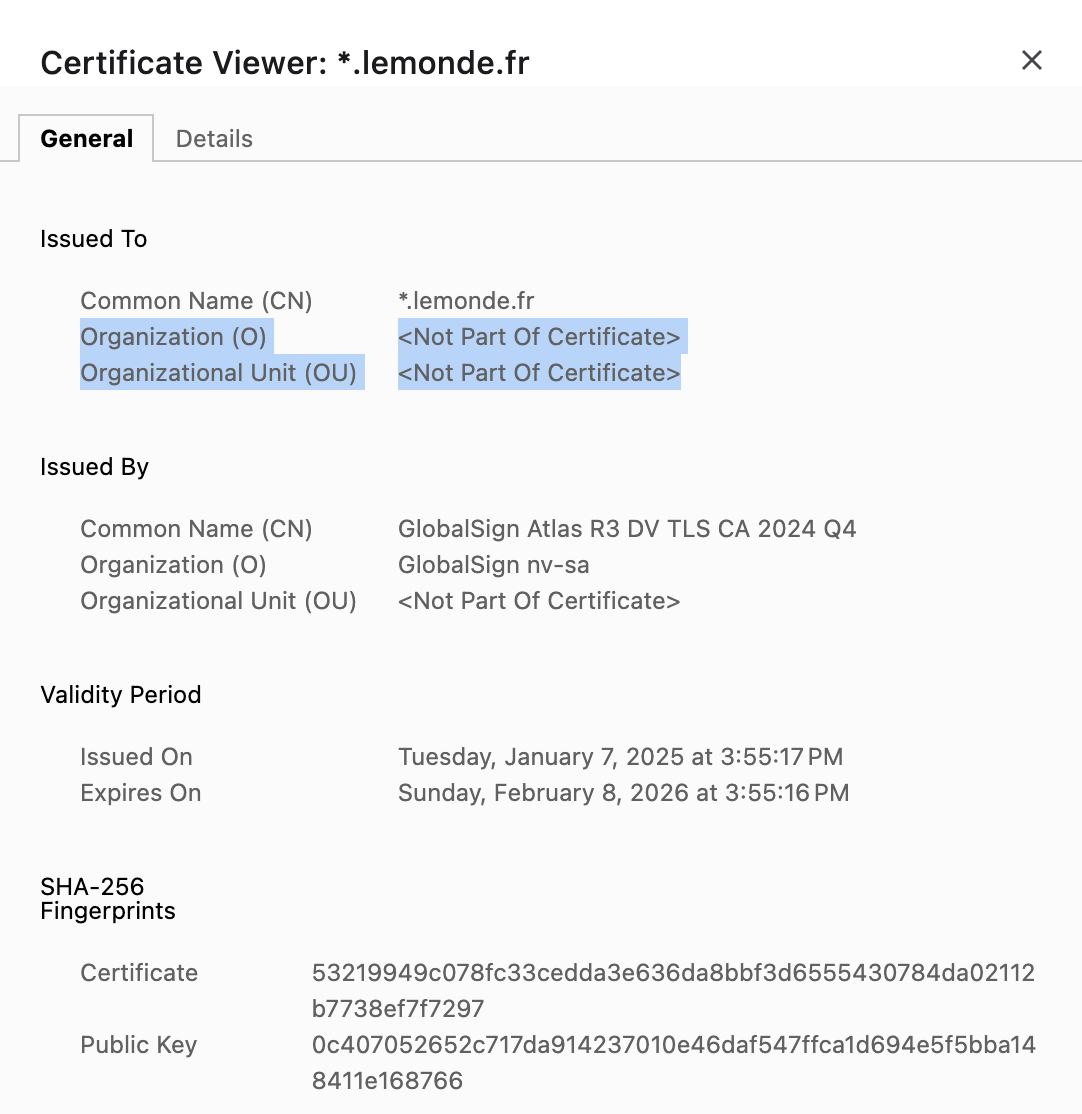 Certificate Viewer: *.lemonde.fr
General Details
Issued To
Common Name (CN) *.lemonde.fr
Organization (O) <Not Part Of Certificate>
Organizational Unit (OU) <Not Part Of Certificate>
Issued By
Common Name (CN) GlobalSign Atlas R3 DV TLS CA 2024 Q4
Organization (O) GlobalSign nv-sa
Organizational Unit (OU) <Not Part Of Certificate>
Validity Period
Issued On Tuesday, January 7, 2025 at 3:55:17 PM
Expires On Sunday, February 8, 2026 at 3:55:16 PM
SHA-256
Fingerprints
Certificate 53219949c078fc33cedda3e636da8bbf3d6555430784da02112
b7738ef7f7297
Public Key 0c407052652c717da914237010e46daf547ffca1d694e5f5bba14
8411e168766